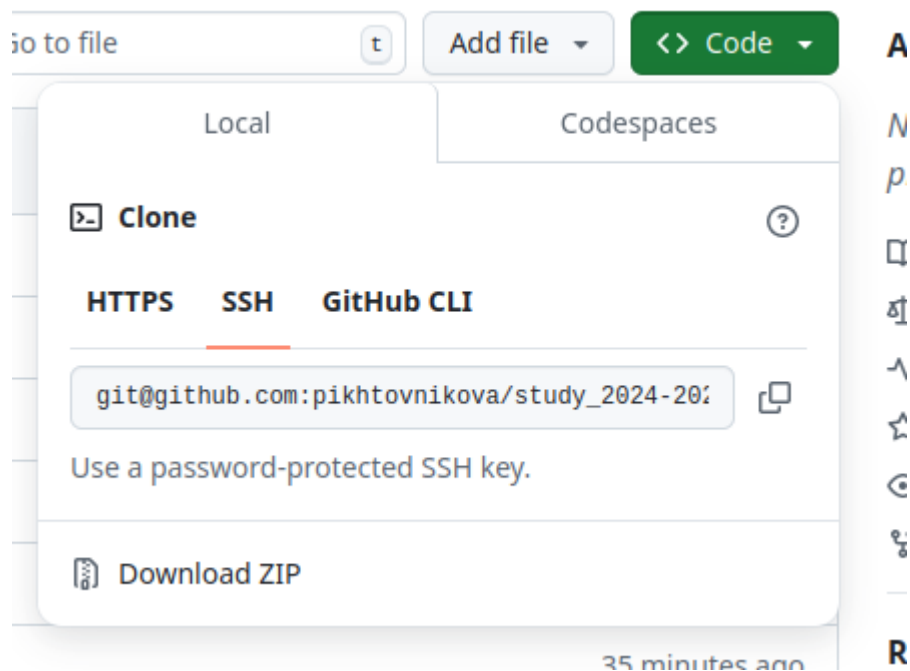 Go to file t Add file <> Code
Local Codespaces
Clone
HTTPS SSH GitHub CLI
git@github.com:pikhtovnikova/study_2024-202
Use a password-protected SSH key.
Download ZIP
35 minutes ago